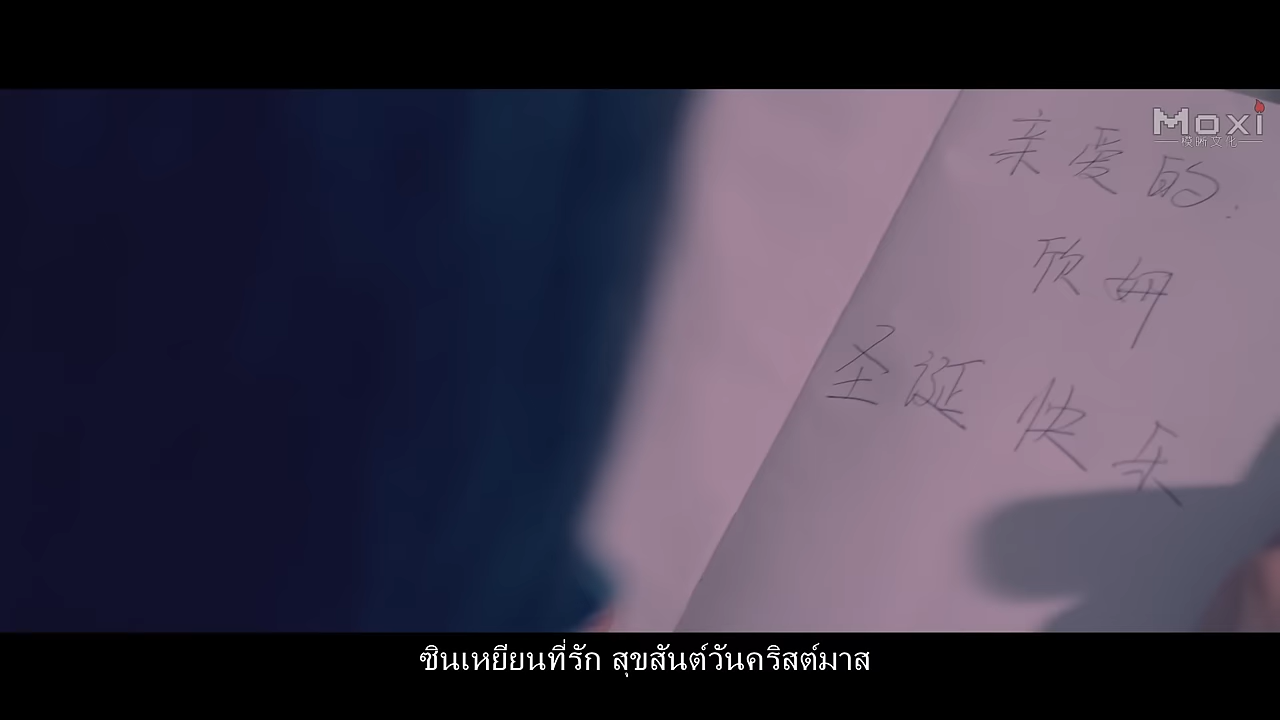 Moxi
模晰文化
亲爱的:
欣妍
圣诞快乐
ซินเหยียนที่รัก สุขสันต์วันคริสต์มาส